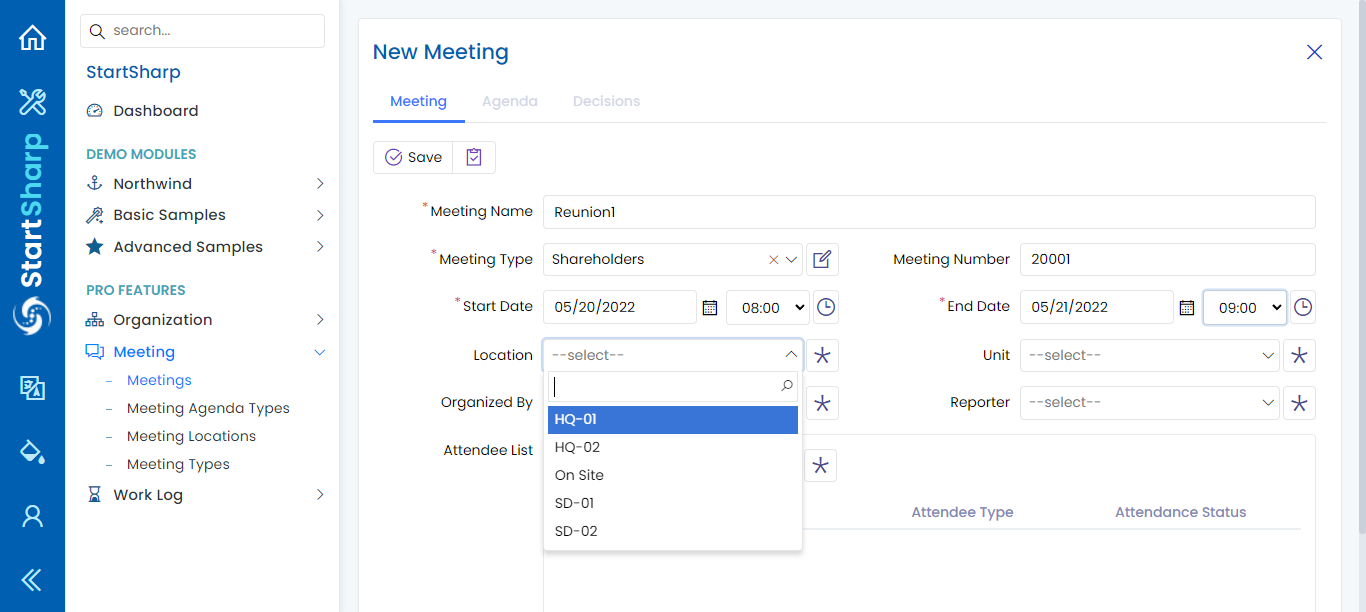 StartSharp
search...
StartSharp
Dashboard
DEMO MODULES
Northwind
Basic Samples
Advanced Samples
PRO FEATURES
Organization
Meeting
– Meetings
– Meeting Agenda Types
– Meeting Locations
– Meeting Types
Work Log
New Meeting
Meeting Agenda Decisions
Save
*Meeting Name Reunion1
*Meeting Type Shareholders Meeting Number 20001
*Start Date 05/20/2022 08:00 *End Date 05/21/2022 09:00
Location --select-- Unit --select--
Organized By Reporter --select--
HQ-01
HQ-02
Attendee List
On Site
SD-01
SD-02
Attendee Type Attendance Status